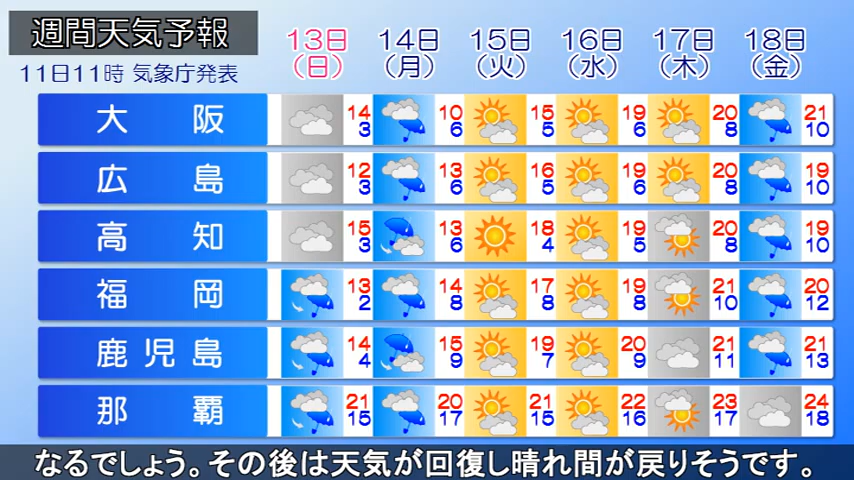 週間天気予報
11日11時 気象庁発表
13日 14日 15日 16日 17日 18日
(日) (月) (火) (水) (木) (金)
大阪 14 3 10 6 15 5 19 6 20 8 21 10
広島 12 3 13 6 16 5 19 6 20 8 19 10
高知 15 3 13 6 18 4 19 5 20 8 19 10
福岡 13 2 14 8 17 8 19 8 21 10 20 12
鹿児島 14 4 15 9 19 7 20 9 21 11 21 13
那覇 21 15 20 17 21 15 22 16 23 17 24 18
なるでしょう。その後は天気が回復し晴れ間が戻りそうです。